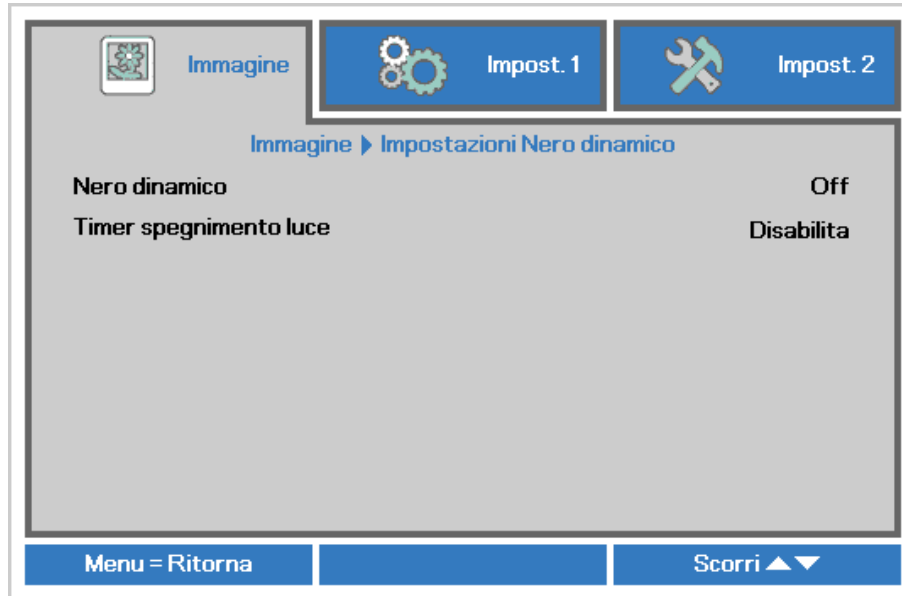 Immagine
Impost. 1
Impost. 2
Immagine ▶ Impostazioni Nero dinamico
Nero dinamico Off
Timer spegnimento luce Disabilita
Menu = Ritorna
Scorri ▲▼